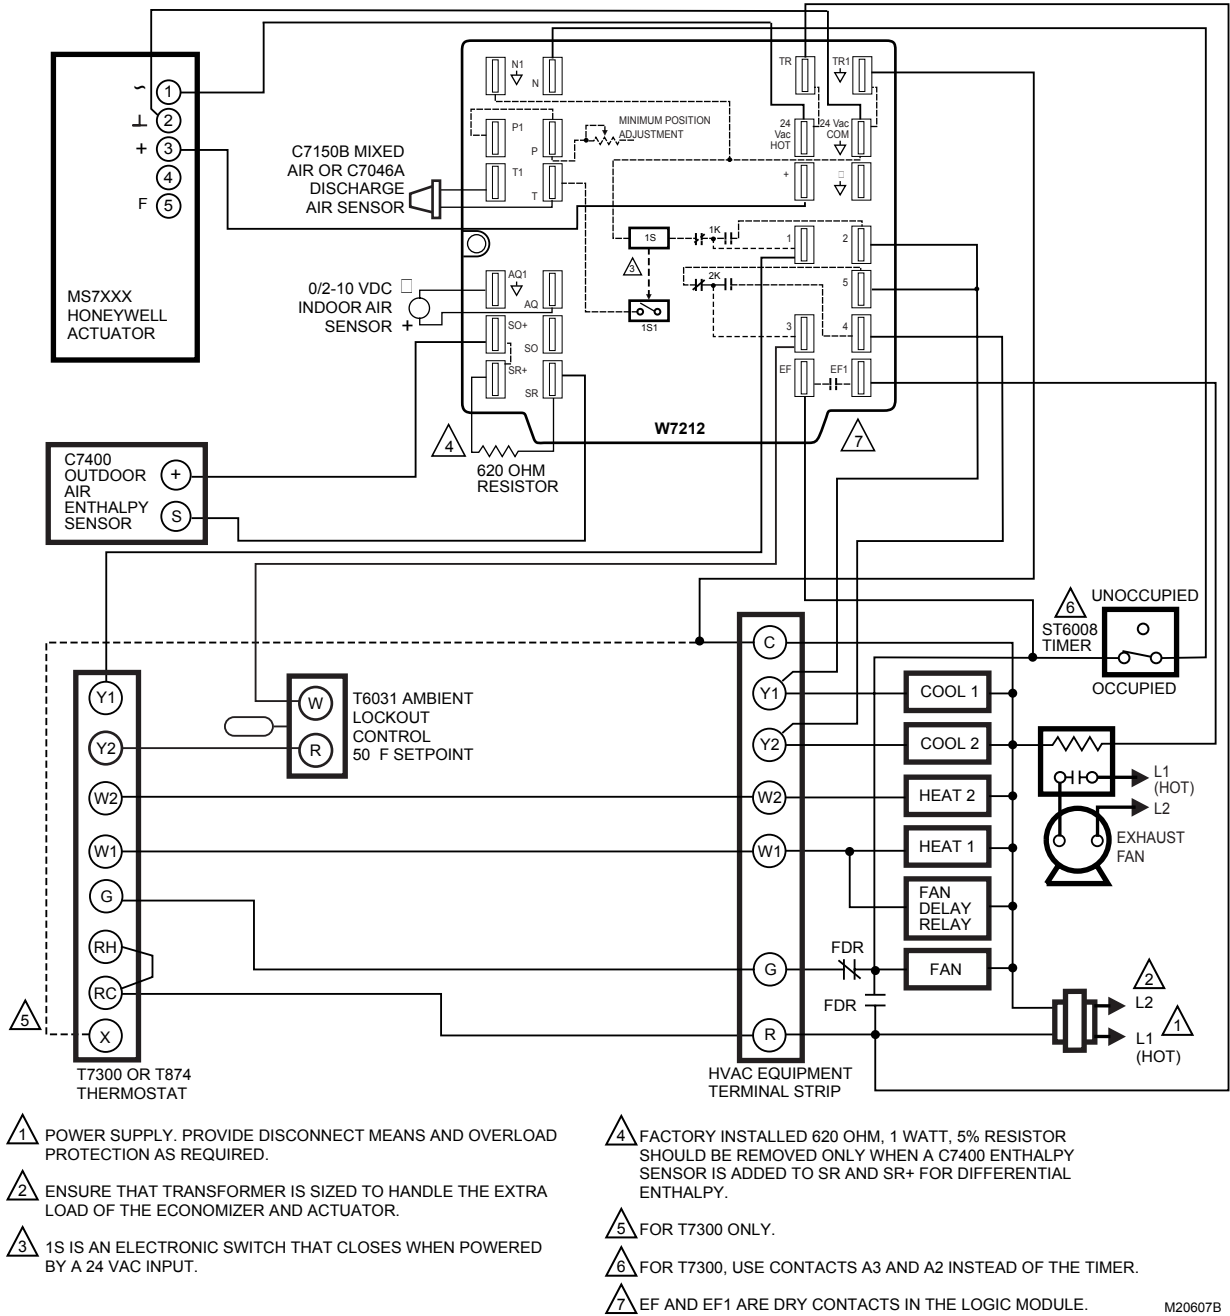 N1
N
TR
TR1
~
1
⊥
2
+
3
4
F
5
P1
P
MINIMUM POSITION
ADJUSTMENT
24
Vac
HOT
24 Vac
COM
C7150B MIXED
AIR OR C7046A
DISCHARGE
AIR SENSOR
T1
T
+
1S
1K
1
2
3
MS7XXX
HONEYWELL
ACTUATOR
0/2-10 VDC
INDOOR AIR
SENSOR +
AQ1
AQ
2K
5
SO+
SO
1S1
3
4
SR+
SR
EF
EF1
W7212
4
7
620 OHM
RESISTOR
C7400
OUTDOOR
AIR
ENTHALPY
SENSOR
+
S
6
UNOCCUPIED
ST6008
TIMER
OCCUPIED
C
Y1
W
T6031 AMBIENT
LOCKOUT
CONTROL
50 F SETPOINT
R
Y1
COOL 1
Y2
Y2
COOL 2
W2
W2
HEAT 2
L1
(HOT)
L2
W1
W1
HEAT 1
EXHAUST
FAN
G
FAN
DELAY
RELAY
RH
FDR
G
FAN
RC
FDR
2
L2
5
X
R
L1
(HOT)
1
T7300 OR T874
THERMOSTAT
HVAC EQUIPMENT
TERMINAL STRIP
1 POWER SUPPLY. PROVIDE DISCONNECT MEANS AND OVERLOAD
PROTECTION AS REQUIRED.
2 ENSURE THAT TRANSFORMER IS SIZED TO HANDLE THE EXTRA
LOAD OF THE ECONOMIZER AND ACTUATOR.
3 1S IS AN ELECTRONIC SWITCH THAT CLOSES WHEN POWERED
BY A 24 VAC INPUT.
4 FACTORY INSTALLED 620 OHM, 1 WATT, 5% RESISTOR
SHOULD BE REMOVED ONLY WHEN A C7400 ENTHALPY
SENSOR IS ADDED TO SR AND SR+ FOR DIFFERENTIAL
ENTHALPY.
5 FOR T7300 ONLY.
6 FOR T7300, USE CONTACTS A3 AND A2 INSTEAD OF THE TIMER.
7 EF AND EF1 ARE DRY CONTACTS IN THE LOGIC MODULE.
M20607B